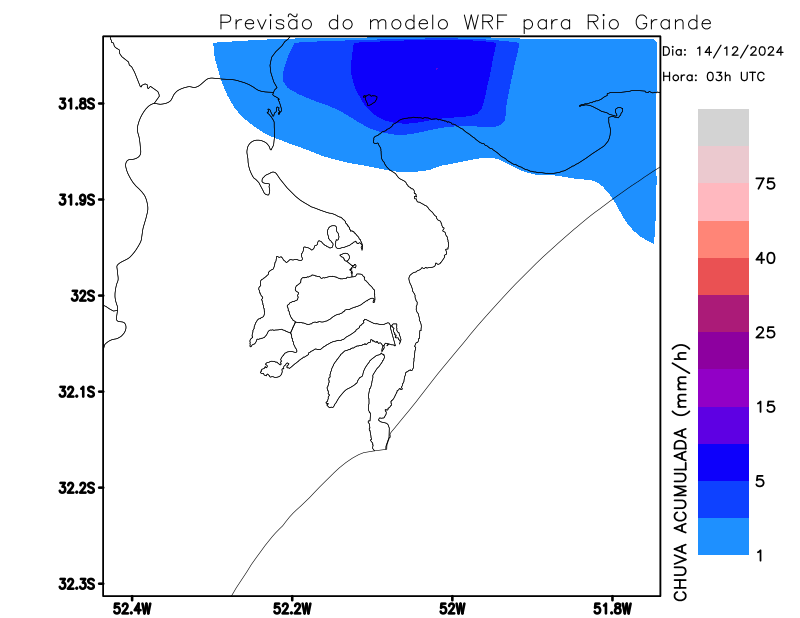 Previsão do modelo WRF para Rio Grande
Dia: 14/12/2024
Hora: 03h UTC
31.8S
31.9S
32S
32.1S
32.2S
32.3S
52.4W
52.2W
52W
51.8W
CHUVA ACUMULADA (mm/h)
75
40
25
15
5
1